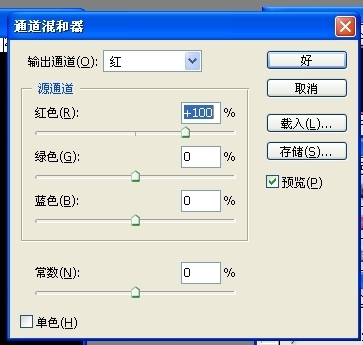 通道混和器
输出通道(O): 红
好
取消
载入(L)...
存储(S)...
预览(P)
源通道
红色(R): +100 %
绿色(G): 0 %
蓝色(B): 0 %
常数(N): 0 %
单色(H)